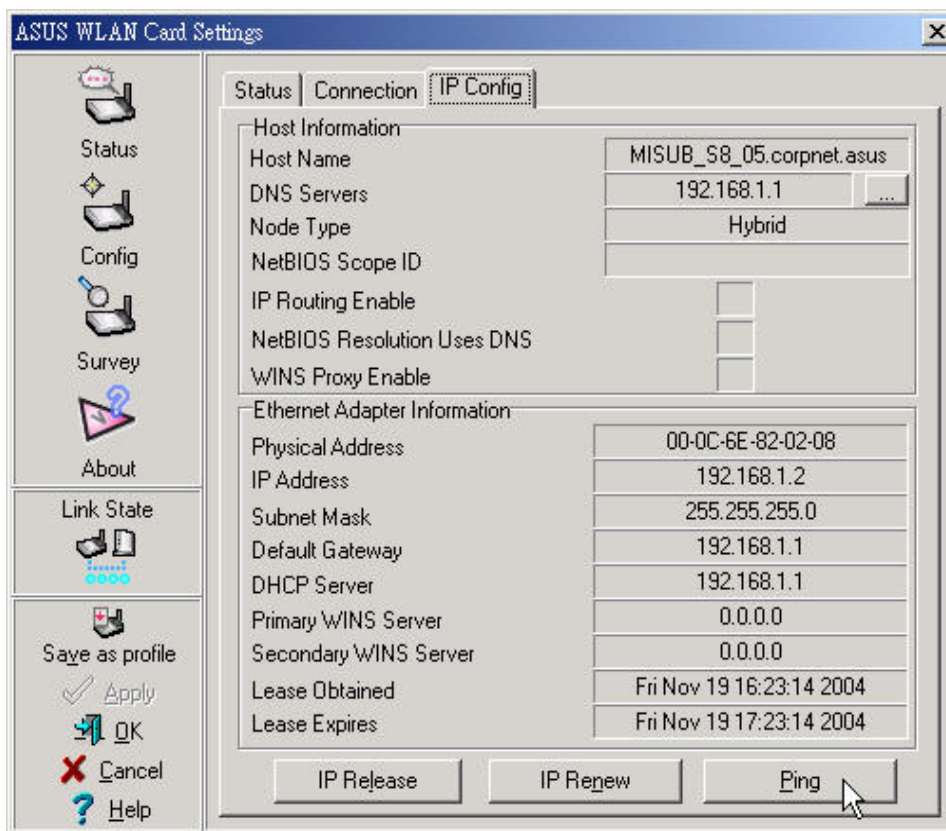 ASUS WLAN Card Settings
Status
Config
Survey
About
Link State
Save as profile
Apply
OK
Cancel
Help
Status Connection IP Config
Host Information
Host Name MISUB_S8_05.corpnet.asus
DNS Servers 192.168.1.1 ...
Node Type Hybrid
NetBIOS Scope ID
IP Routing Enable
NetBIOS Resolution Uses DNS
WINS Proxy Enable
Ethernet Adapter Information
Physical Address 00-0C-6E-82-02-08
IP Address 192.168.1.2
Subnet Mask 255.255.255.0
Default Gateway 192.168.1.1
DHCP Server 192.168.1.1
Primary WINS Server 0.0.0.0
Secondary WINS Server 0.0.0.0
Lease Obtained Fri Nov 19 16:23:14 2004
Lease Expires Fri Nov 19 17:23:14 2004
IP Release IP Renew Ping